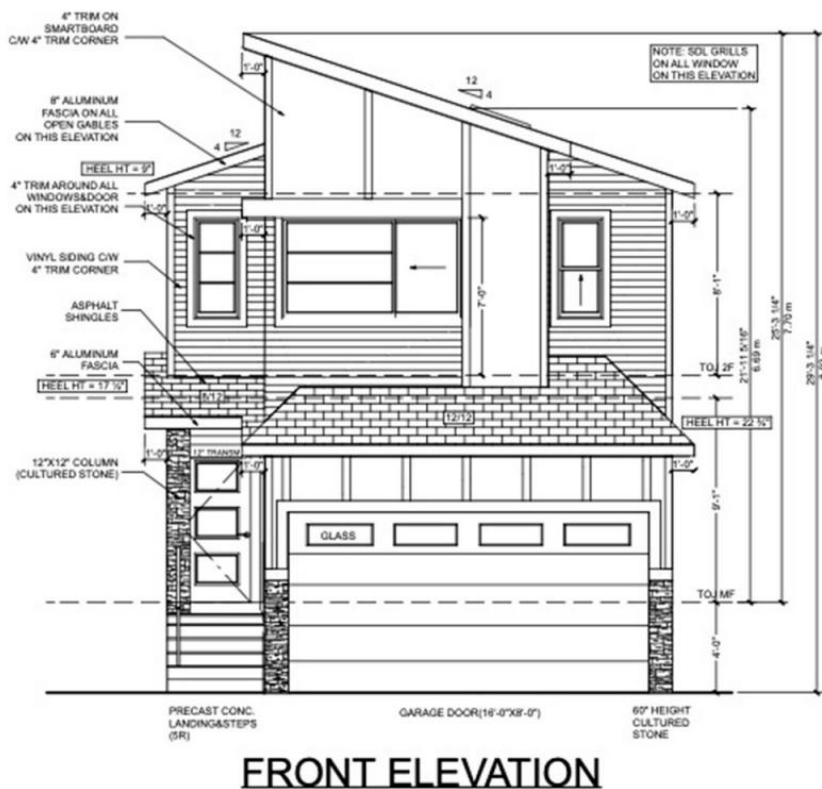 4" TRIM ON
SMARTBOARD
C/W 4" TRIM CORNER
1'-0"
12
4
NOTE: SDL GRILLS
ON ALL WINDOW
ON THIS ELEVATION
8" ALUMINUM
FASCIA ON ALL
OPEN GABLES
ON THIS ELEVATION
12
4
HEEL HT = 9"
4" TRIM AROUND ALL
WINDOWS&DOOR
ON THIS ELEVATION
1'-0"
1'-0"
1'-0"
1'-0"
VINYL SIDING C/W
4" TRIM CORNER
7'-0"
8'-1"
ASPHALT
SHINGLES
21'-11 5/16"
6.69 m
25'-3 1/4"
7.70 m
29'-3 1/4"
6" ALUMINUM
FASCIA
TOJ 2F
HEEL HT = 17 ½"
12/12
HEEL HT = 22 ¾"
1'-0"
12" TRANSM
1'-0"
1'-0"
12"X12" COLUMN
(CULTURED STONE)
9'-1"
GLASS
TOJ MF
4'-0"
PRECAST CONC.
LANDING&STEPS
(5R)
GARAGE DOOR(16'-0"X8'-0")
60" HEIGHT
CULTURED
STONE
FRONT ELEVATION